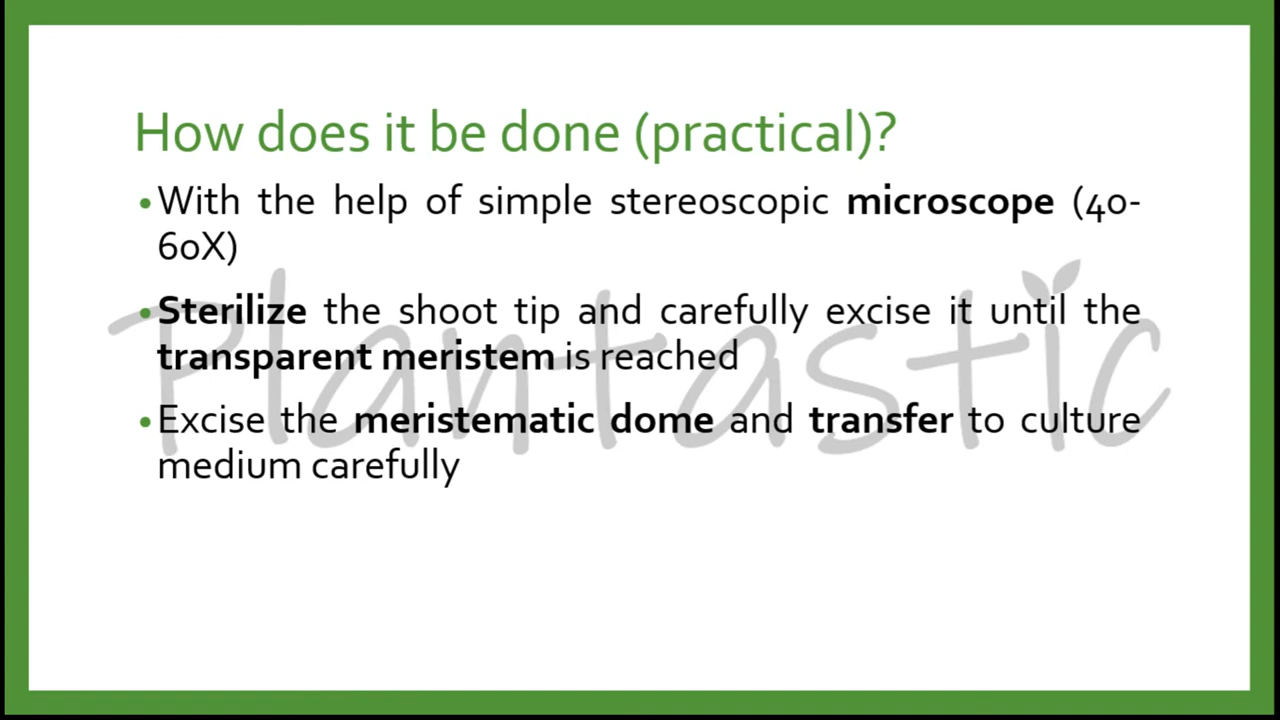 How does it be done (practical)?
•With the help of simple stereoscopic microscope (40-
60X)
•Sterilize the shoot tip and carefully excise it until the
transparent meristem is reached
•Excise the meristematic dome and transfer to culture
medium carefully
Plantastic